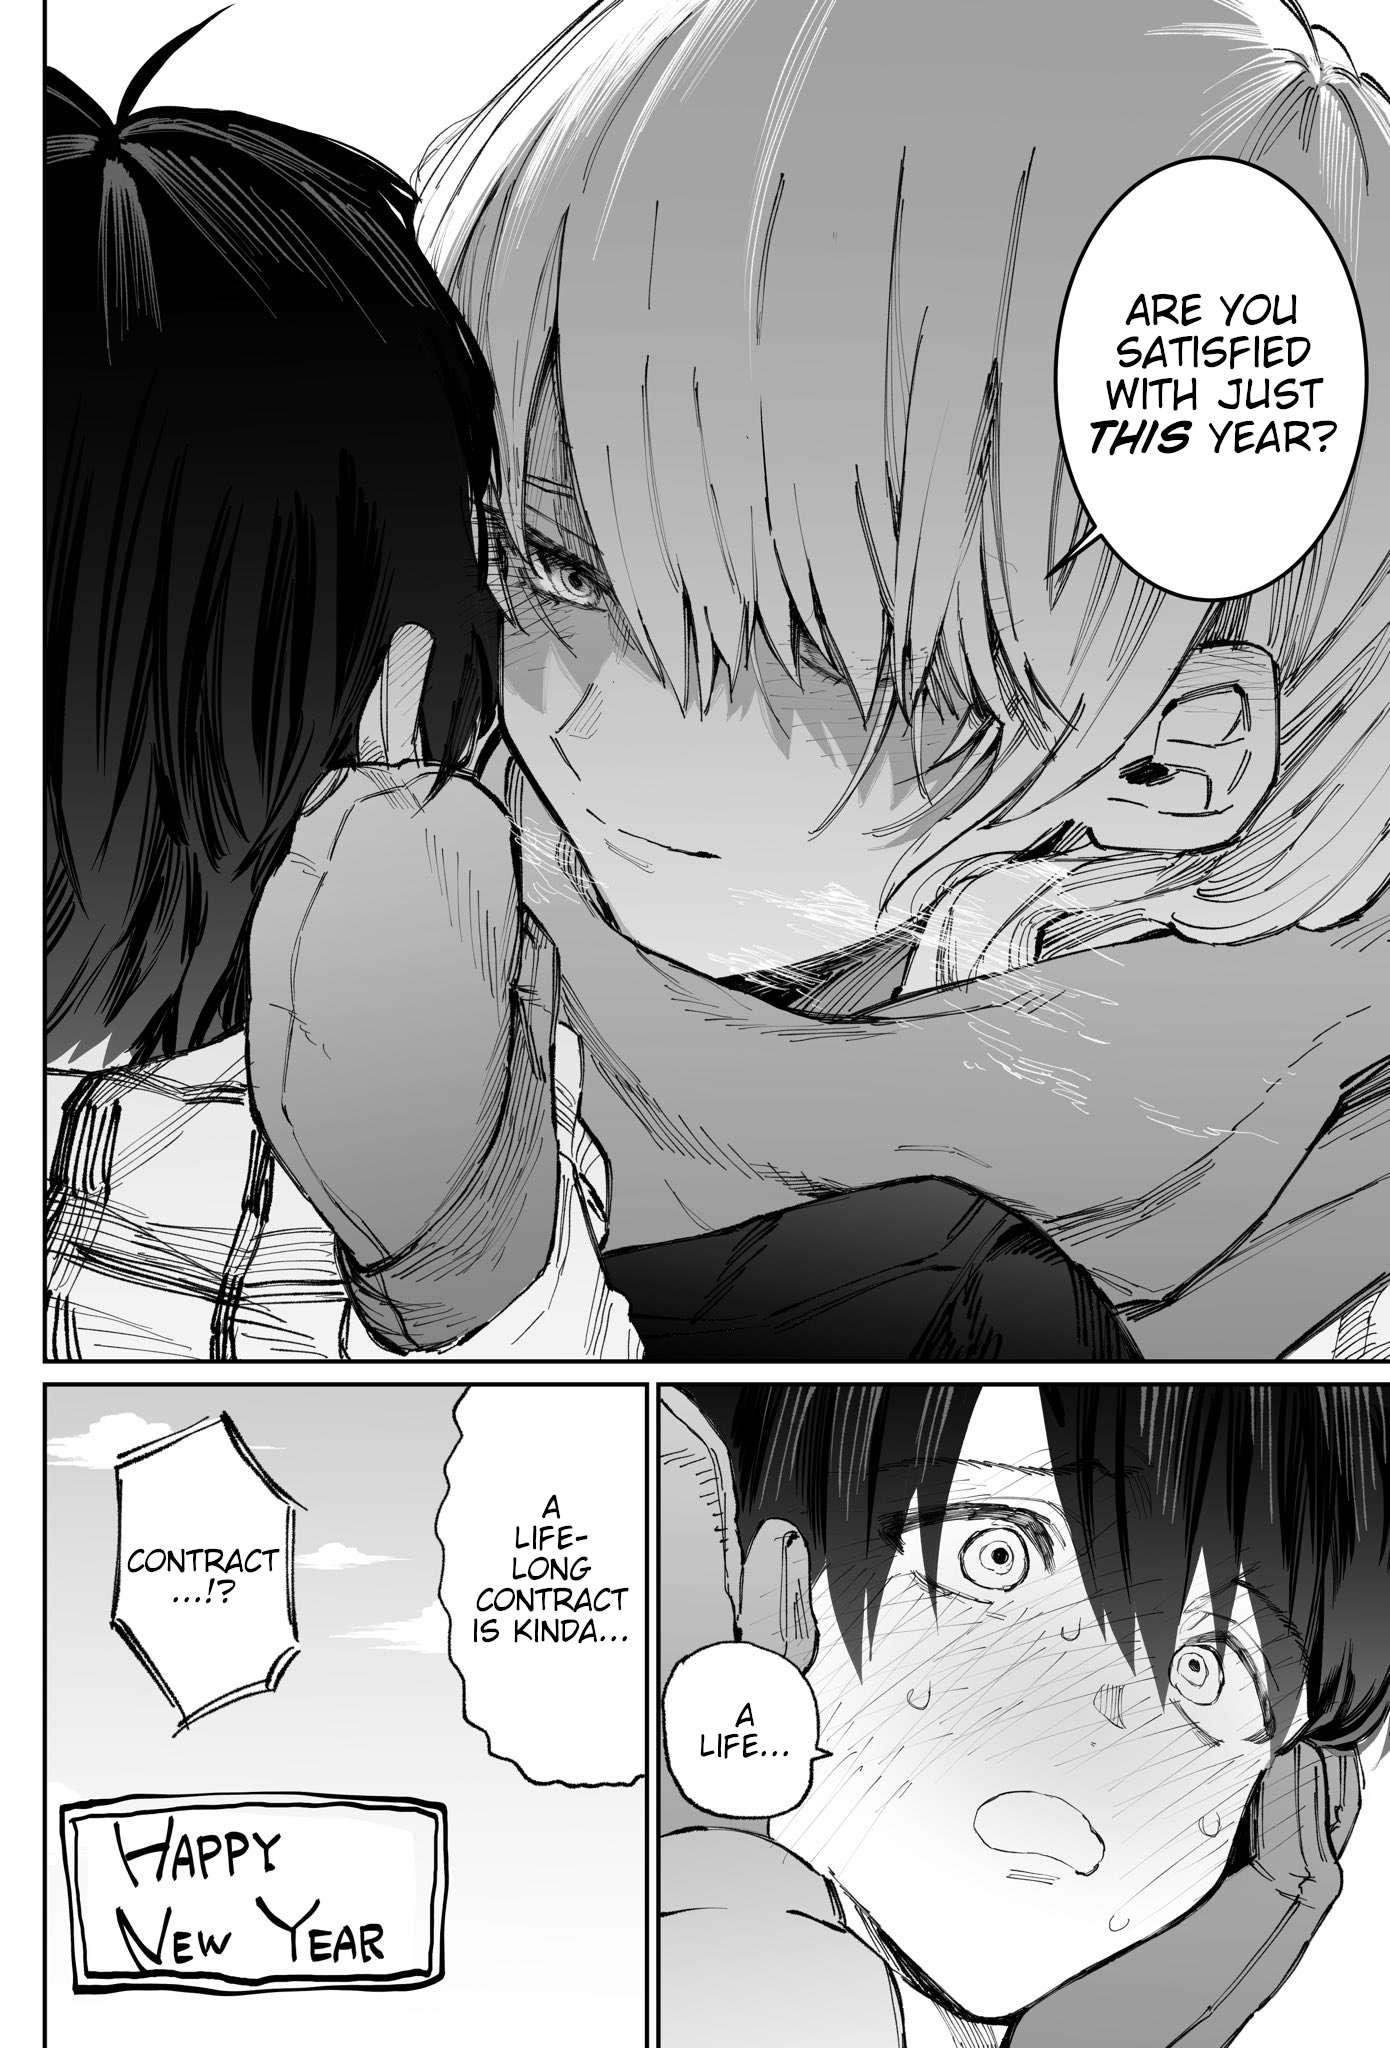 ARE YOU
SATISFIED
WITH JUST
THIS YEAR?
A
LIFE...
A
LIFE-
LONG
CONTRACT
IS KINDA...
CONTRACT
...!?
HAPPY
NEW YEAR